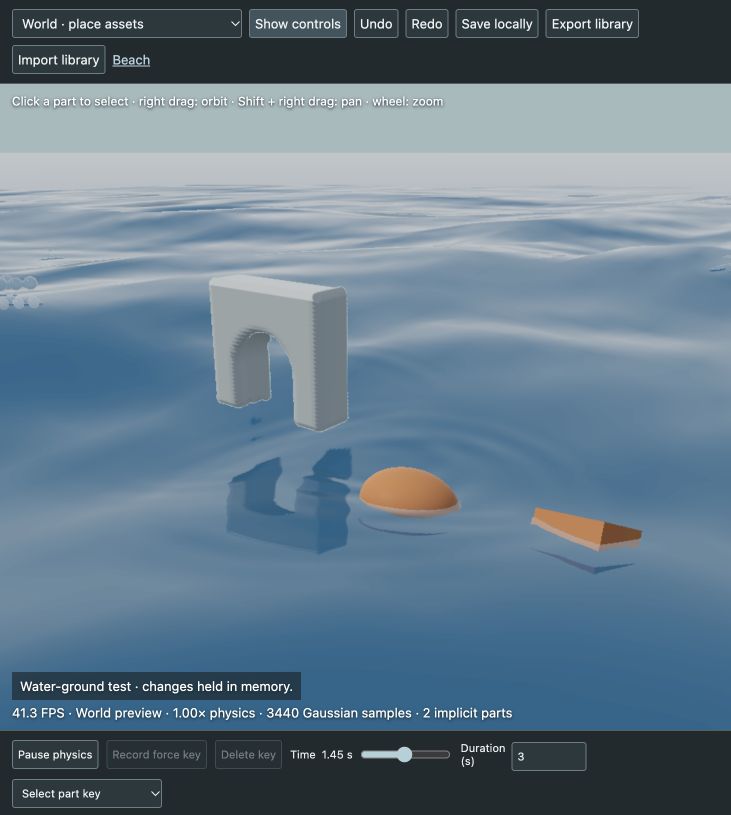 World · place assets Show controls Undo Redo Save locally Export library
Import library Beach
Click a part to select · right drag: orbit · Shift + right drag: pan · wheel: zoom
Water-ground test · changes held in memory.
41.3 FPS · World preview · 1.00× physics · 3440 Gaussian samples · 2 implicit parts
Pause physics Record force key Delete key Time 1.45 s Duration (s) 3
Select part key